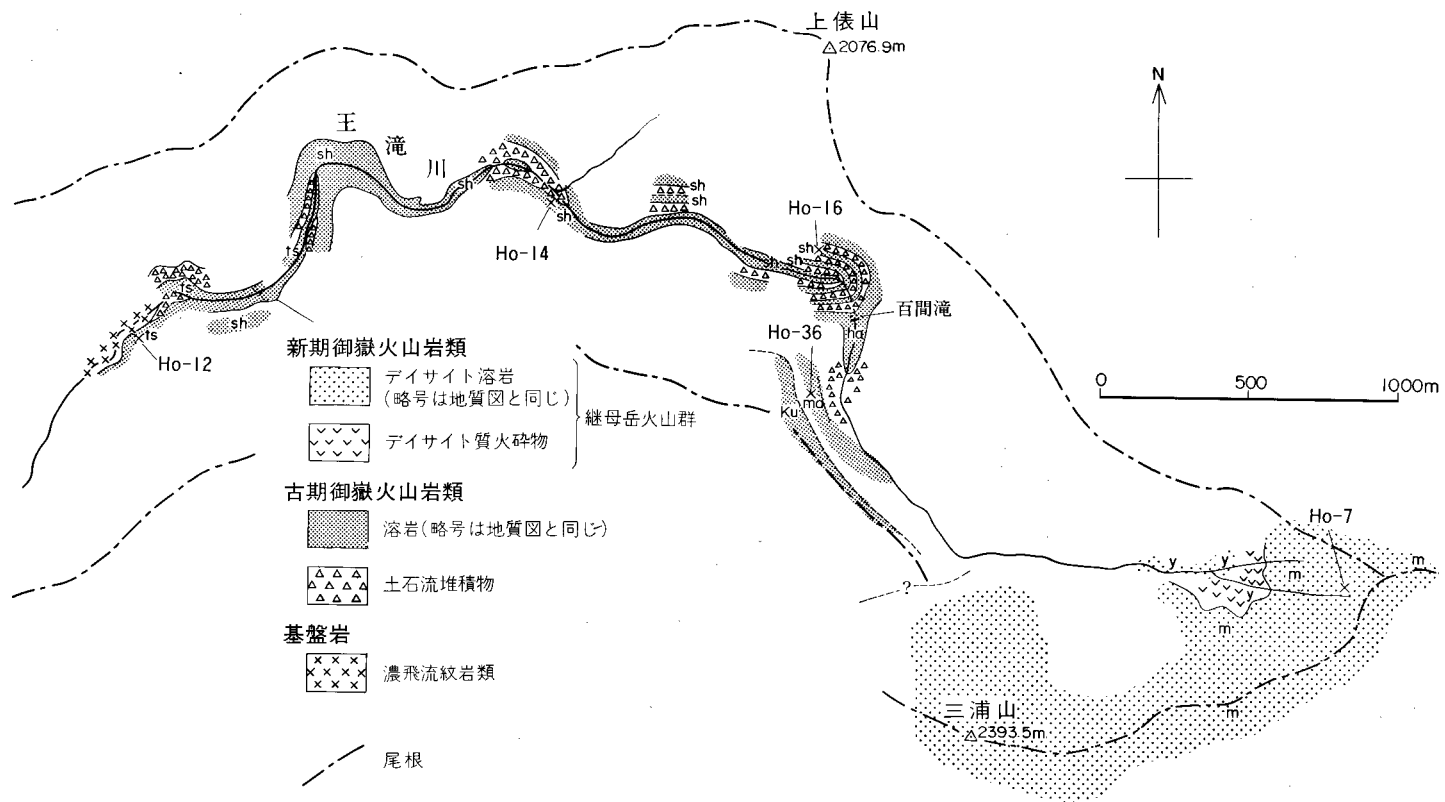 上俵山
△2076.9m
N
王滝川
sh
sh
sh
sh
Ho-16
sh
Ho-14
sh
sh
sh
ts
百間滝
ha
ts
sh
ts
Ho-36
Ho-12
Ku
ma
0 500 1000m
新期御嶽火山岩類
デイサイト溶岩
(略号は地質図と同じ)
継母岳火山群
デイサイト質火砕物
古期御嶽火山岩類
溶岩(略号は地質図と同じ)
土石流堆積物
基盤岩
濃飛流紋岩類
尾根
Ho-7
y
y
m
m
y
m
?
m
三浦山
△2393.5m